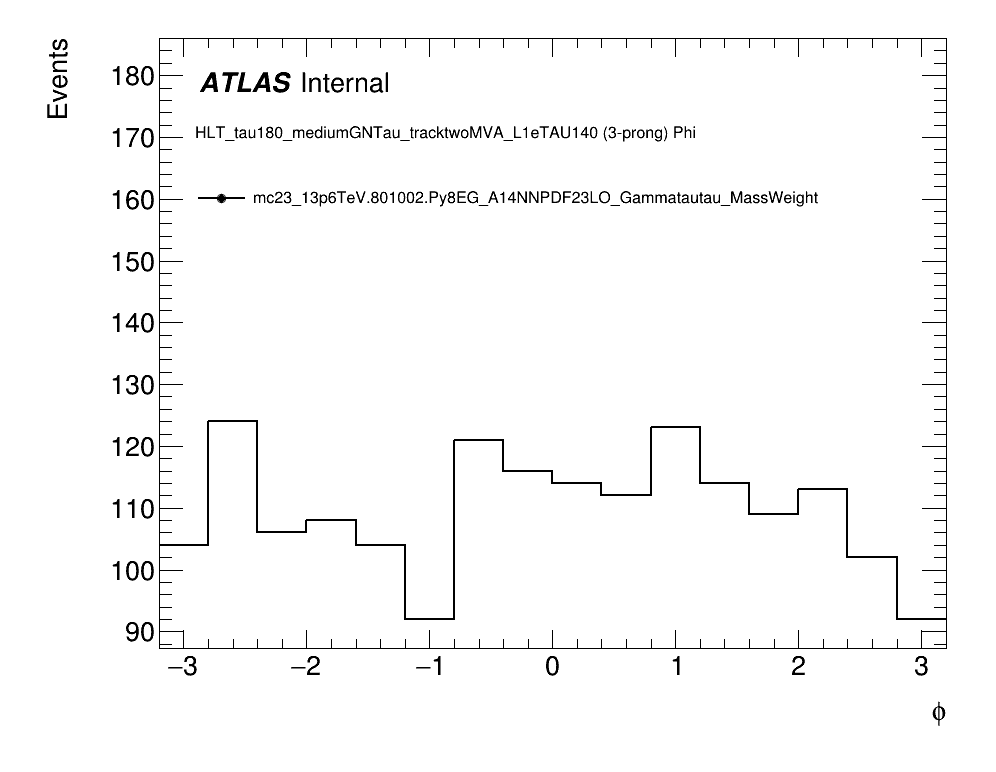 Events
ATLAS Internal
HLT_tau180_mediumGNTau_tracktwoMVA_L1eTAU140 (3-prong) Phi
mc23_13p6TeV.801002.Py8EG_A14NNPDF23LO_Gammatautau_MassWeight
180
170
160
150
140
130
120
110
100
90
−3 −2 −1 0 1 2 3
ϕ